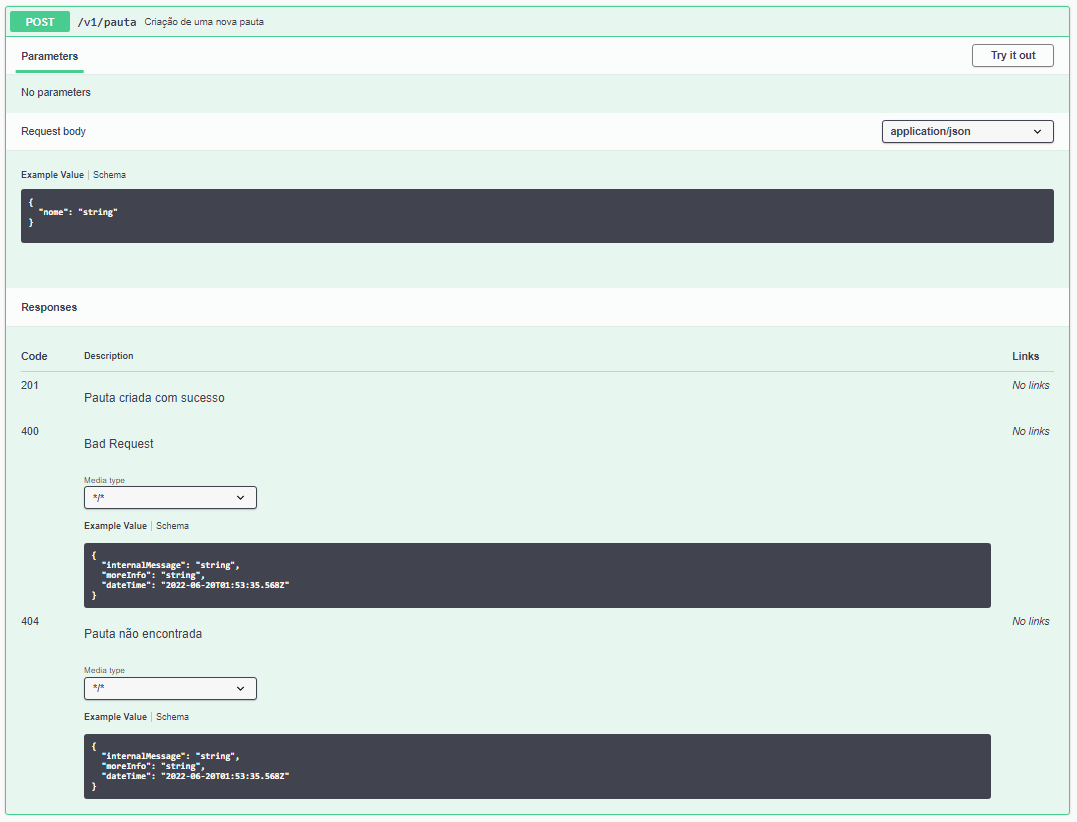 POST /v1/pauta Criação de uma nova pauta
Parameters Try it out
No parameters
Request body application/json
Example Value | Schema
{
"nome": "string"
}
Responses
Code Description Links
201 No links
Pauta criada com sucesso
400 No links
Bad Request
Media type
*/*
Example Value | Schema
{
"internalMessage": "string",
"moreInfo": "string",
"dateTime": "2022-06-20T01:53:35.568Z"
}
404 No links
Pauta não encontrada
Media type
*/*
Example Value | Schema
{
"internalMessage": "string",
"moreInfo": "string",
"dateTime": "2022-06-20T01:53:35.568Z"
}